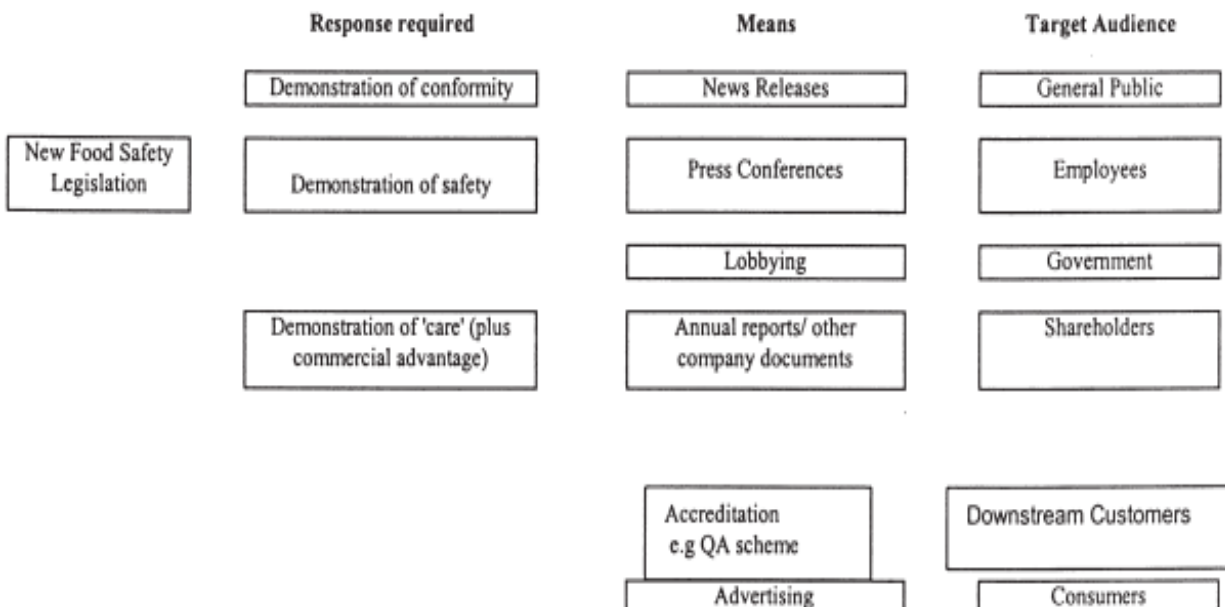 Response required
Means
Target Audience
Demonstration of conformity
News Releases
General Public
New Food Safety
Legislation
Demonstration of safety
Press Conferences
Employees
Lobbying
Government
Demonstration of 'care' (plus
commercial advantage)
Annual reports/ other
company documents
Shareholders
Accreditation
e.g QA scheme
Downstream Customers
Advertising
Consumers